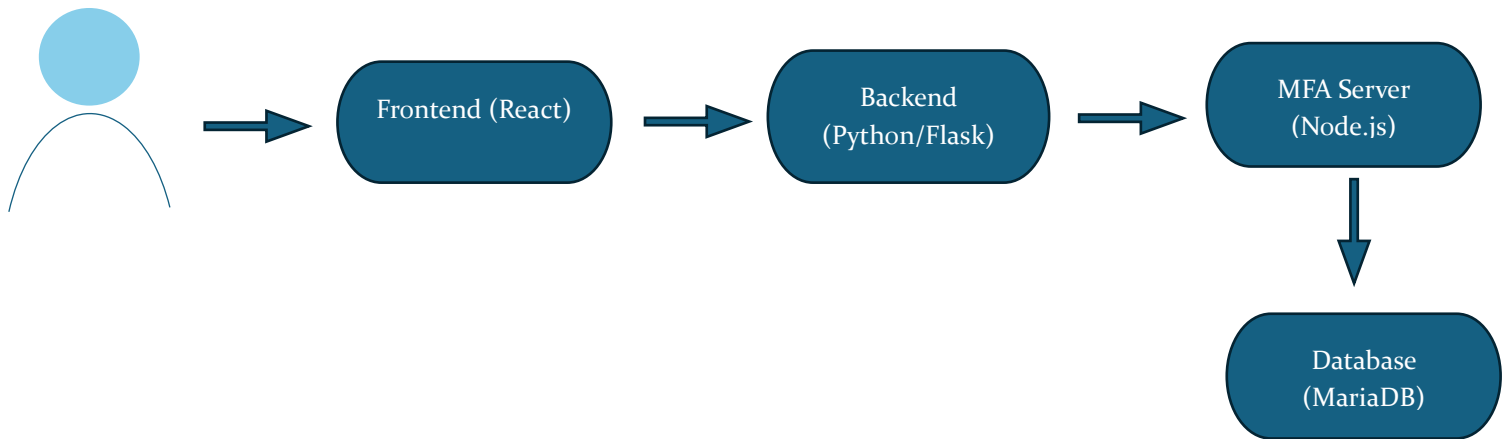 Frontend (React)
Backend
(Python/Flask)
MFA Server
(Node.js)
Database
(MariaDB)